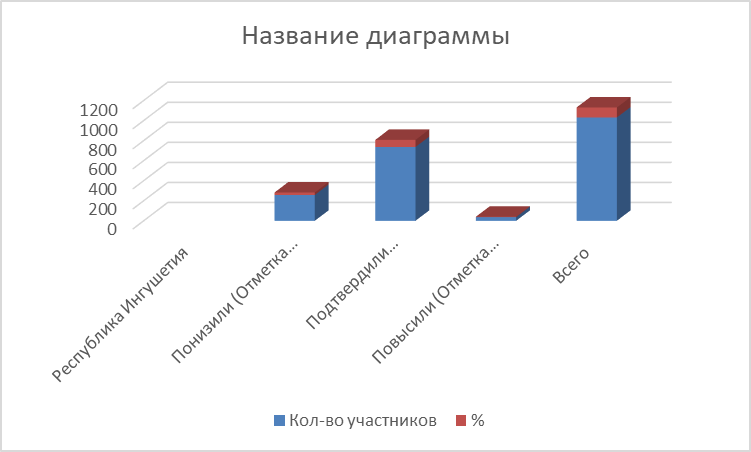 Название диаграммы
1200
1000
800
600
400
200
0
Республика Ингушетия
Понизили (Отметка...
Подтвердили...
Повысили (Отметка...
Всего
Кол-во участников
%